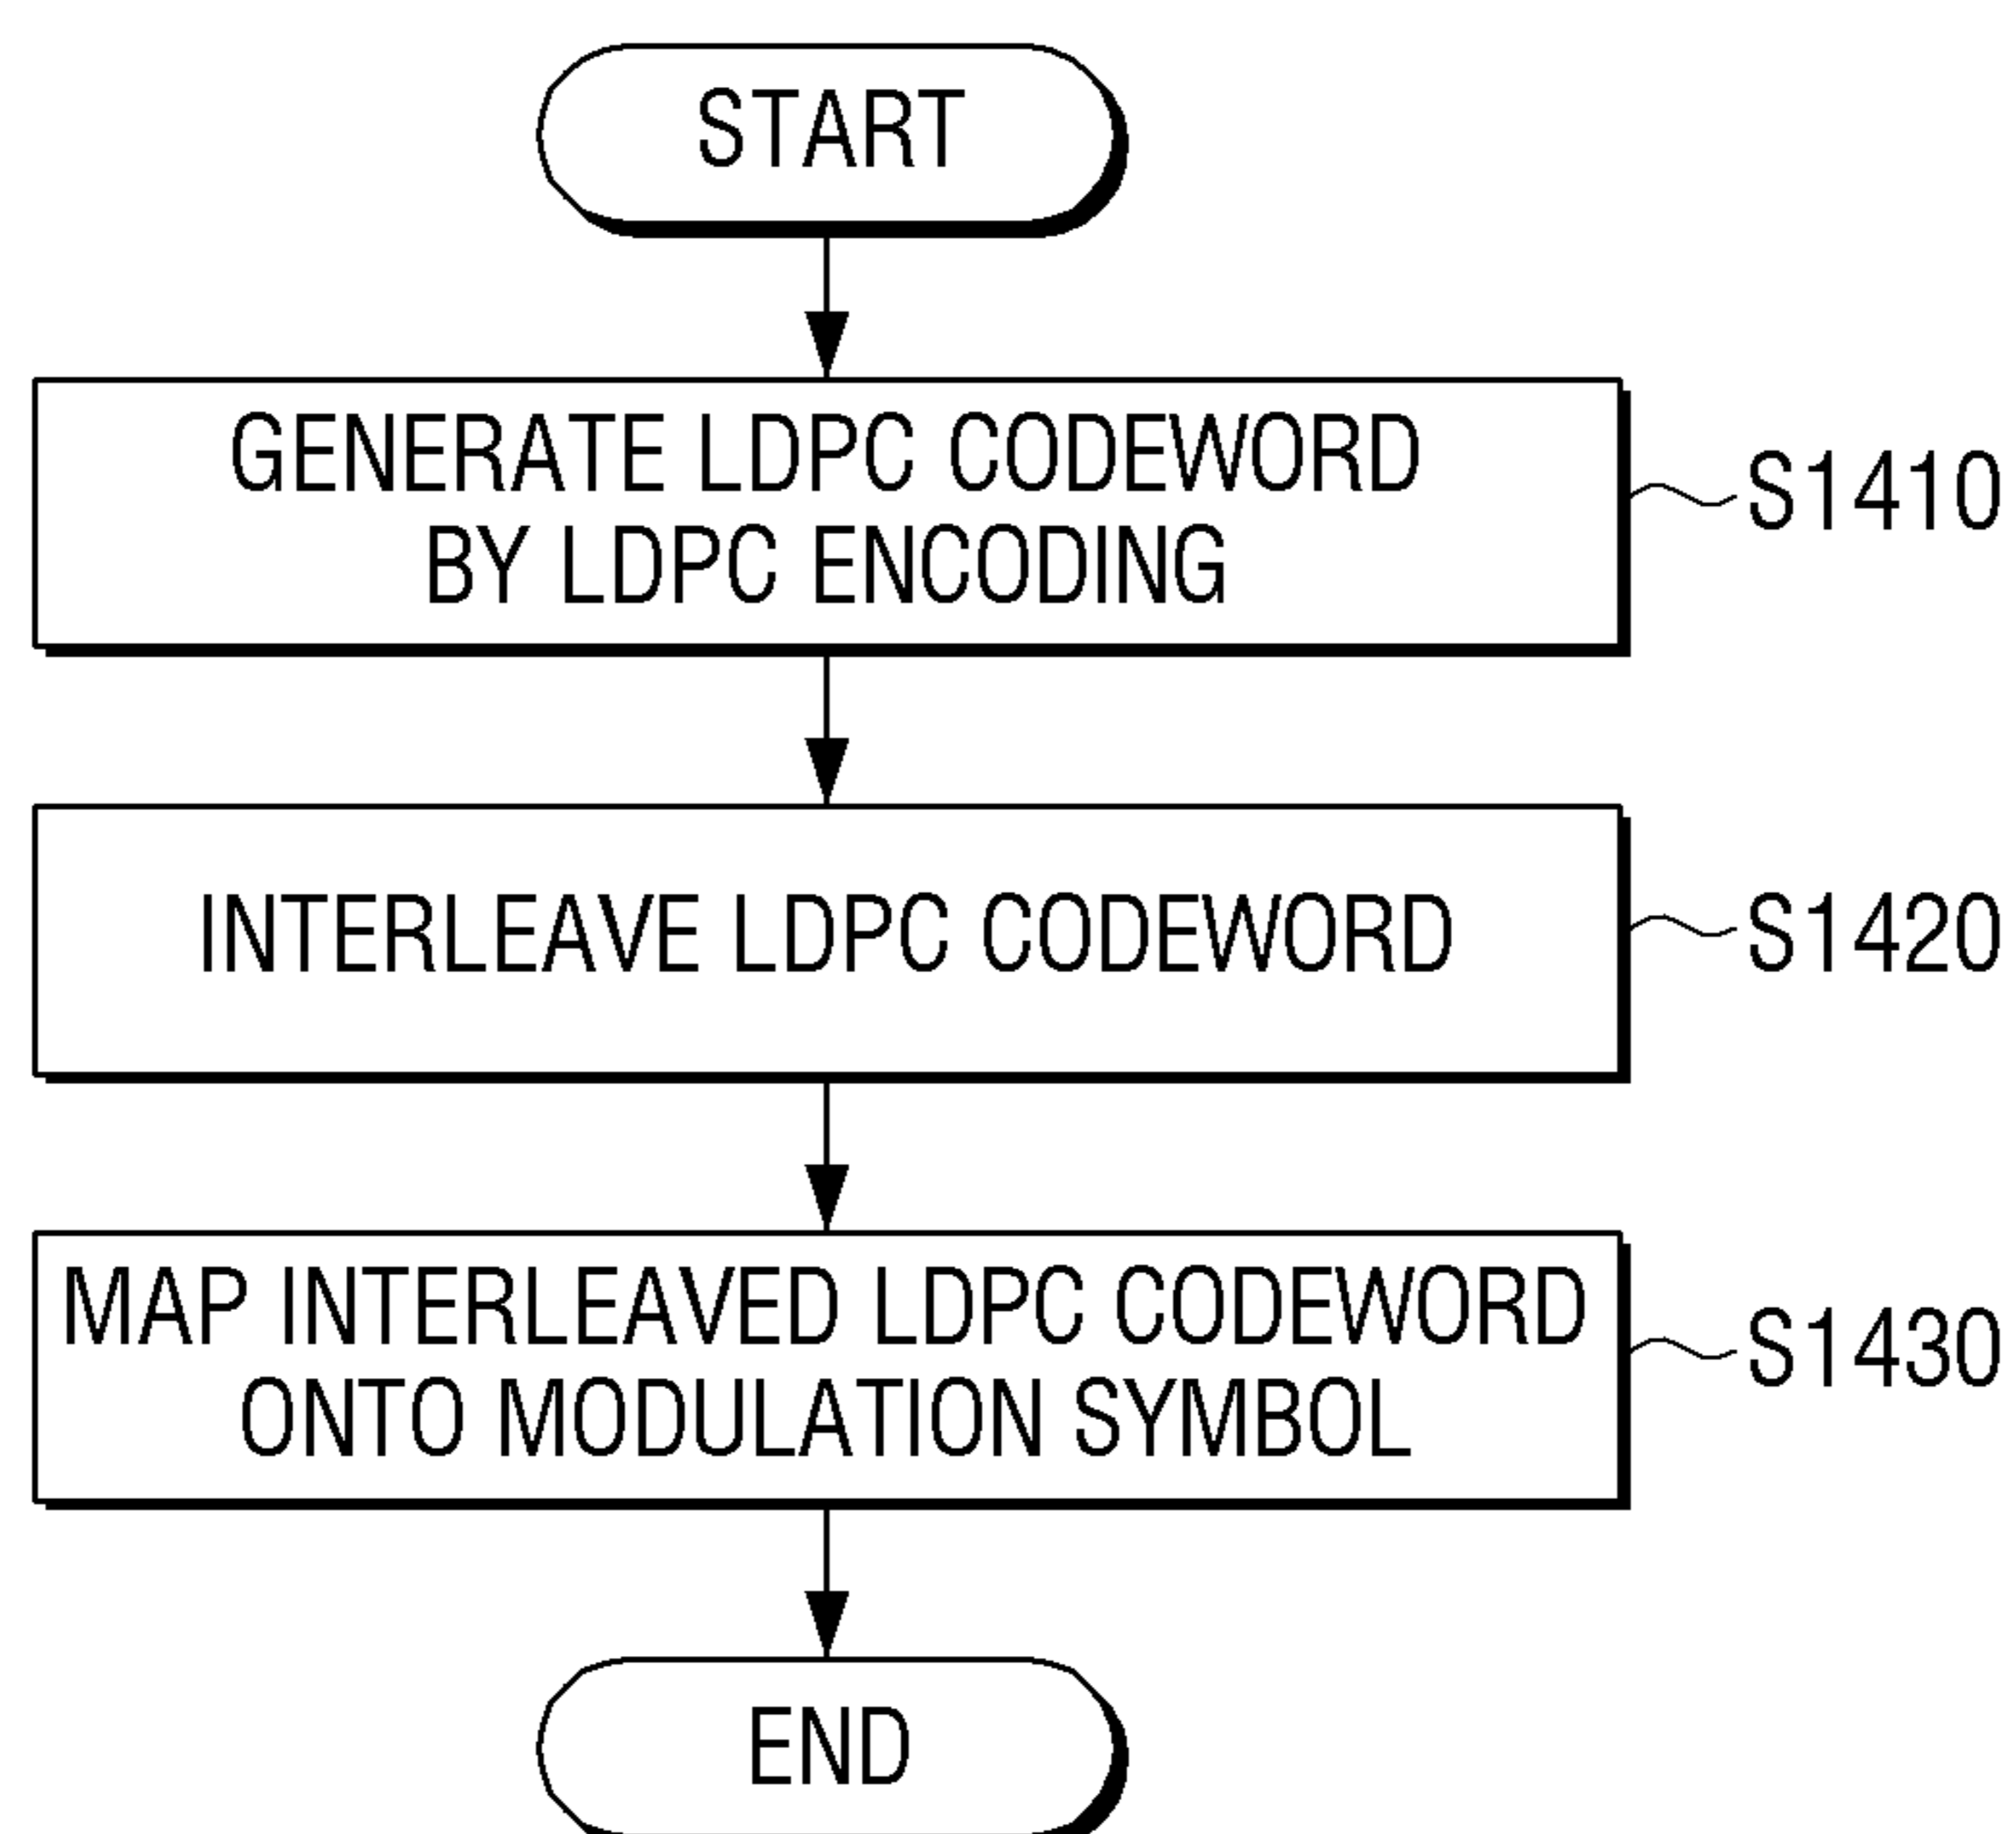 START
GENERATE LDPC CODEWORD
BY LDPC ENCODING
S1410
INTERLEAVE LDPC CODEWORD
S1420
MAP INTERLEAVED LDPC CODEWORD
ONTO MODULATION SYMBOL
S1430
END